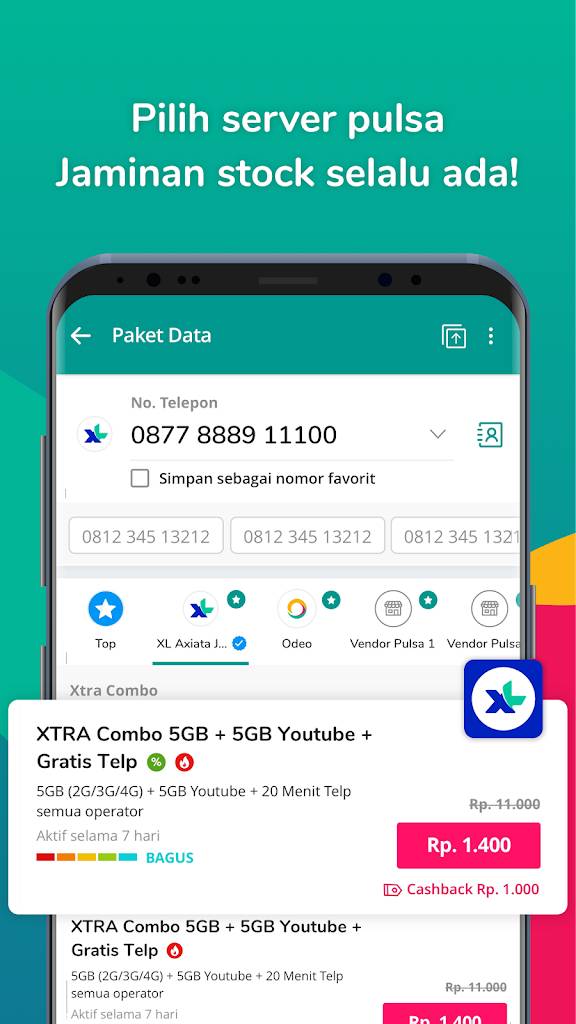 Pilih server pulsa
Jaminan stock selalu ada!
Paket Data
No. Telepon
0877 8889 11100
Simpan sebagai nomor favorit
0812 345 13212
0812 345 13212
0812 345 1321
Top
XL Axiata J...
Odeo
Vendor Pulsa 1
Vendor Pulsa
Xtra Combo
XL
XTRA Combo 5GB + 5GB Youtube +
Gratis Telp %
5GB (2G/3G/4G) + 5GB Youtube + 20 Menit Telp
semua operator
Rp. 11.000
Aktif selama 7 hari
Rp. 1.400
BAGUS
Cashback Rp. 1.000
XTRA Combo 5GB + 5GB Youtube +
Gratis Telp
5GB (2G/3G/4G) + 5GB Youtube + 20 Menit Telp
semua operator
Rp. 11.000
Aktif selama 7 hari
Rp. 1.400